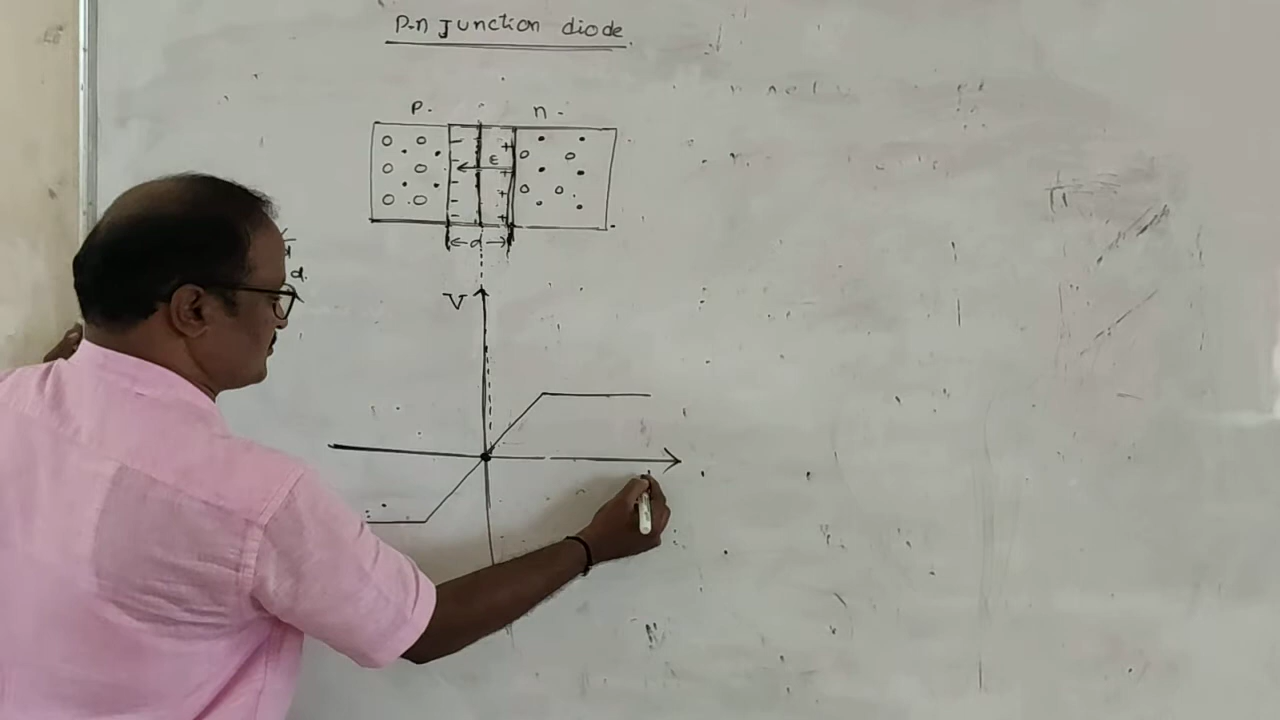 P-n Junction diode
P- n-
- + E
- +
- +
- +
← d →
d.
V